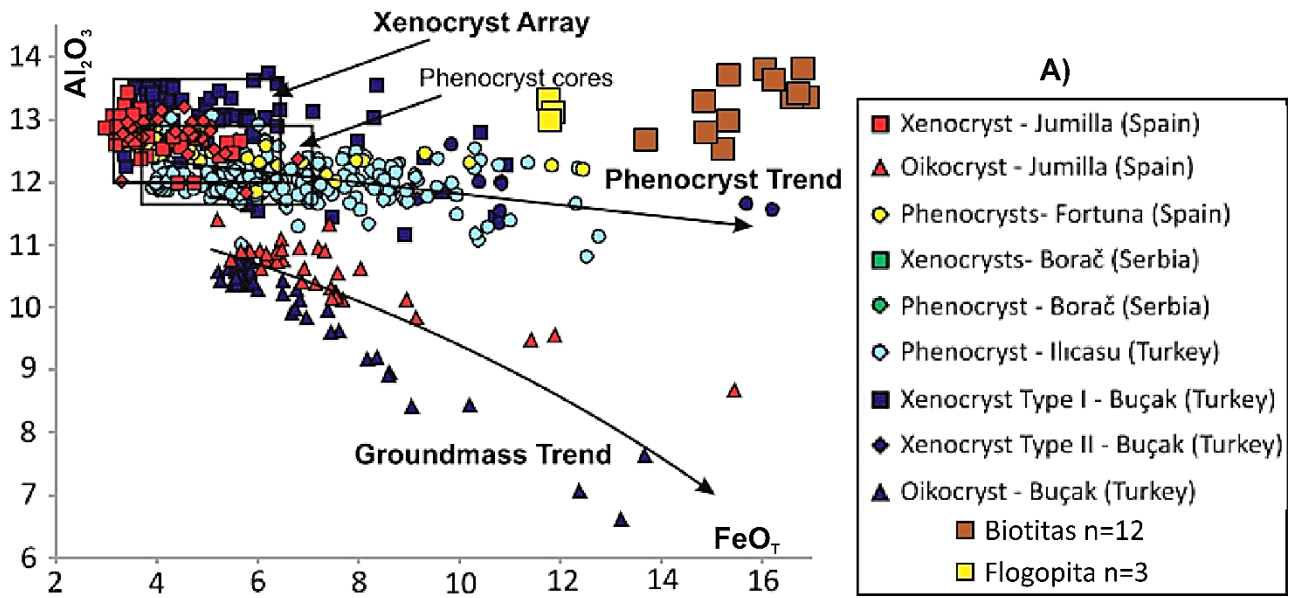 Al₂O₃
14
13
12
11
10
9
8
7
6
2
4
6
8
10
12
14
16
FeOT
Xenocryst Array
Phenocryst cores
Phenocryst Trend
Groundmass Trend
A)
Xenocryst - Jumilla (Spain)
Oikocryst - Jumilla (Spain)
Phenocrysts- Fortuna (Spain)
Xenocrysts- Borač (Serbia)
Phenocryst - Borač (Serbia)
Phenocryst - Ilıcasu (Turkey)
Xenocryst Type I - Buçak (Turkey)
Xenocryst Type II - Buçak (Turkey)
Oikocryst - Buçak (Turkey)
Biotitas n=12
Flogopita n=3